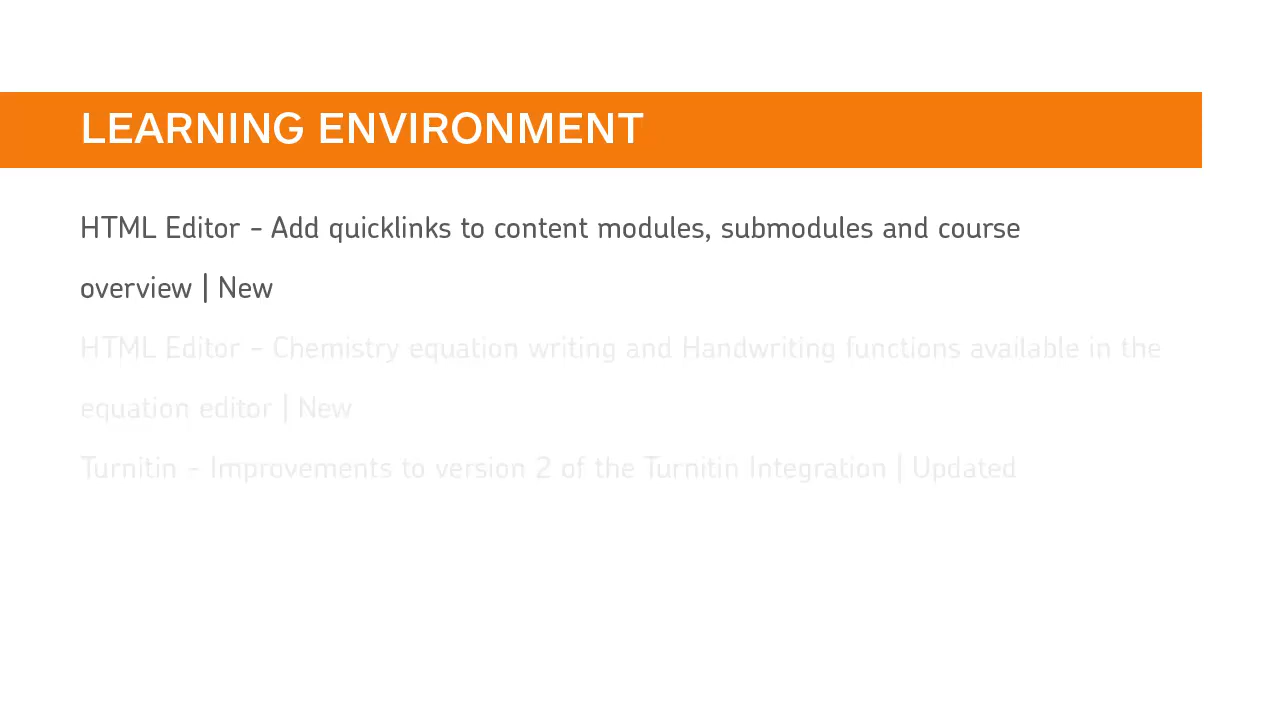 LEARNING ENVIRONMENT
HTML Editor - Add quicklinks to content modules, submodules and course
overview | New
HTML Editor - Chemistry equation writing and Handwriting functions available in the
equation editor | New
Turnitin - Improvements to version 2 of the Turnitin Integration | Updated